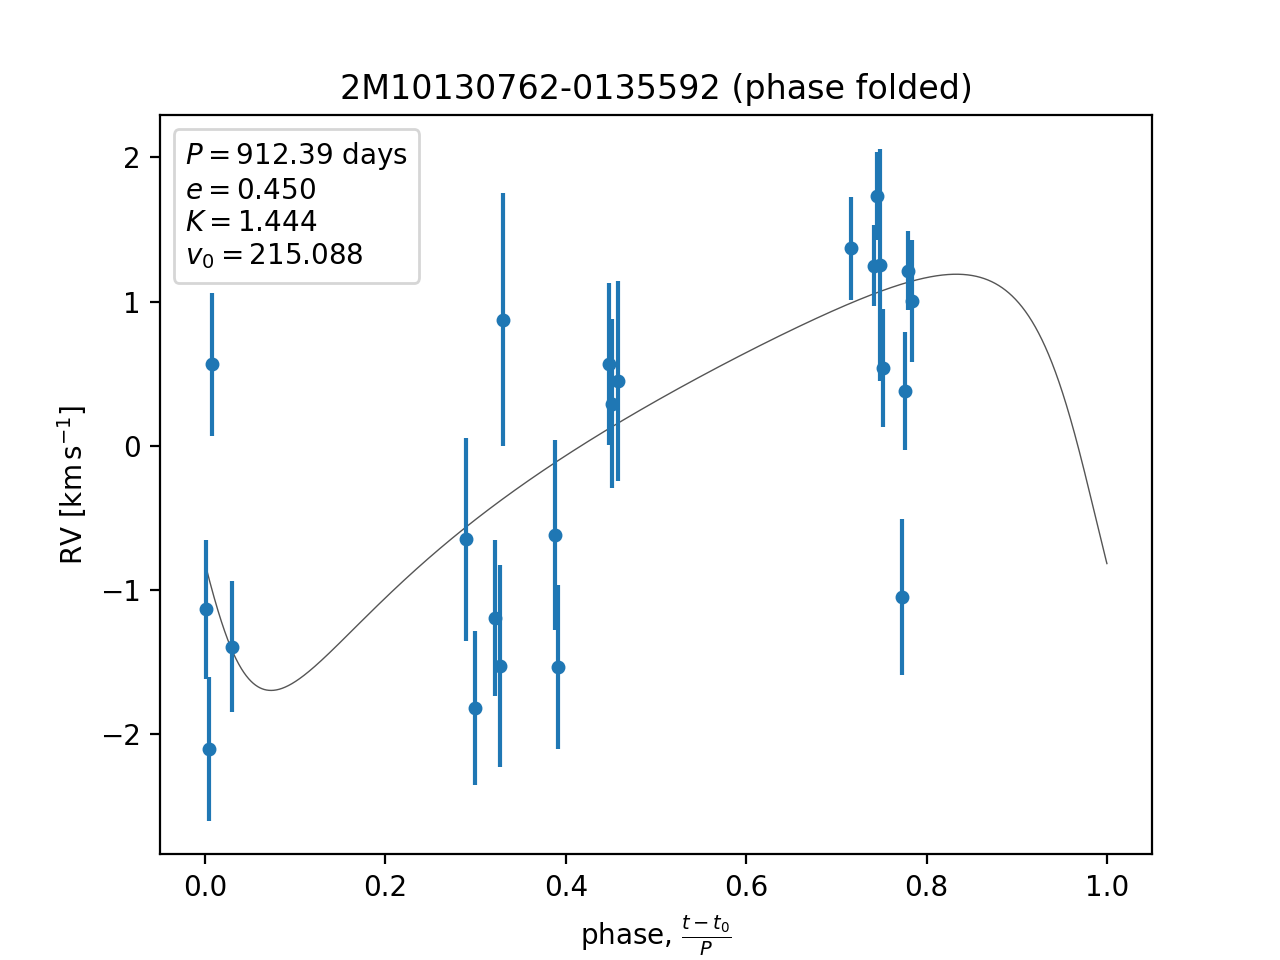 2M10130762-0135592 (phase folded)
P = 912.39 days
e = 0.450
K = 1.444
v₀ = 215.088
2
1
0
−1
−2
RV [km s⁻¹]
0.0 0.2 0.4 0.6 0.8 1.0
phase, (t − t₀)/P